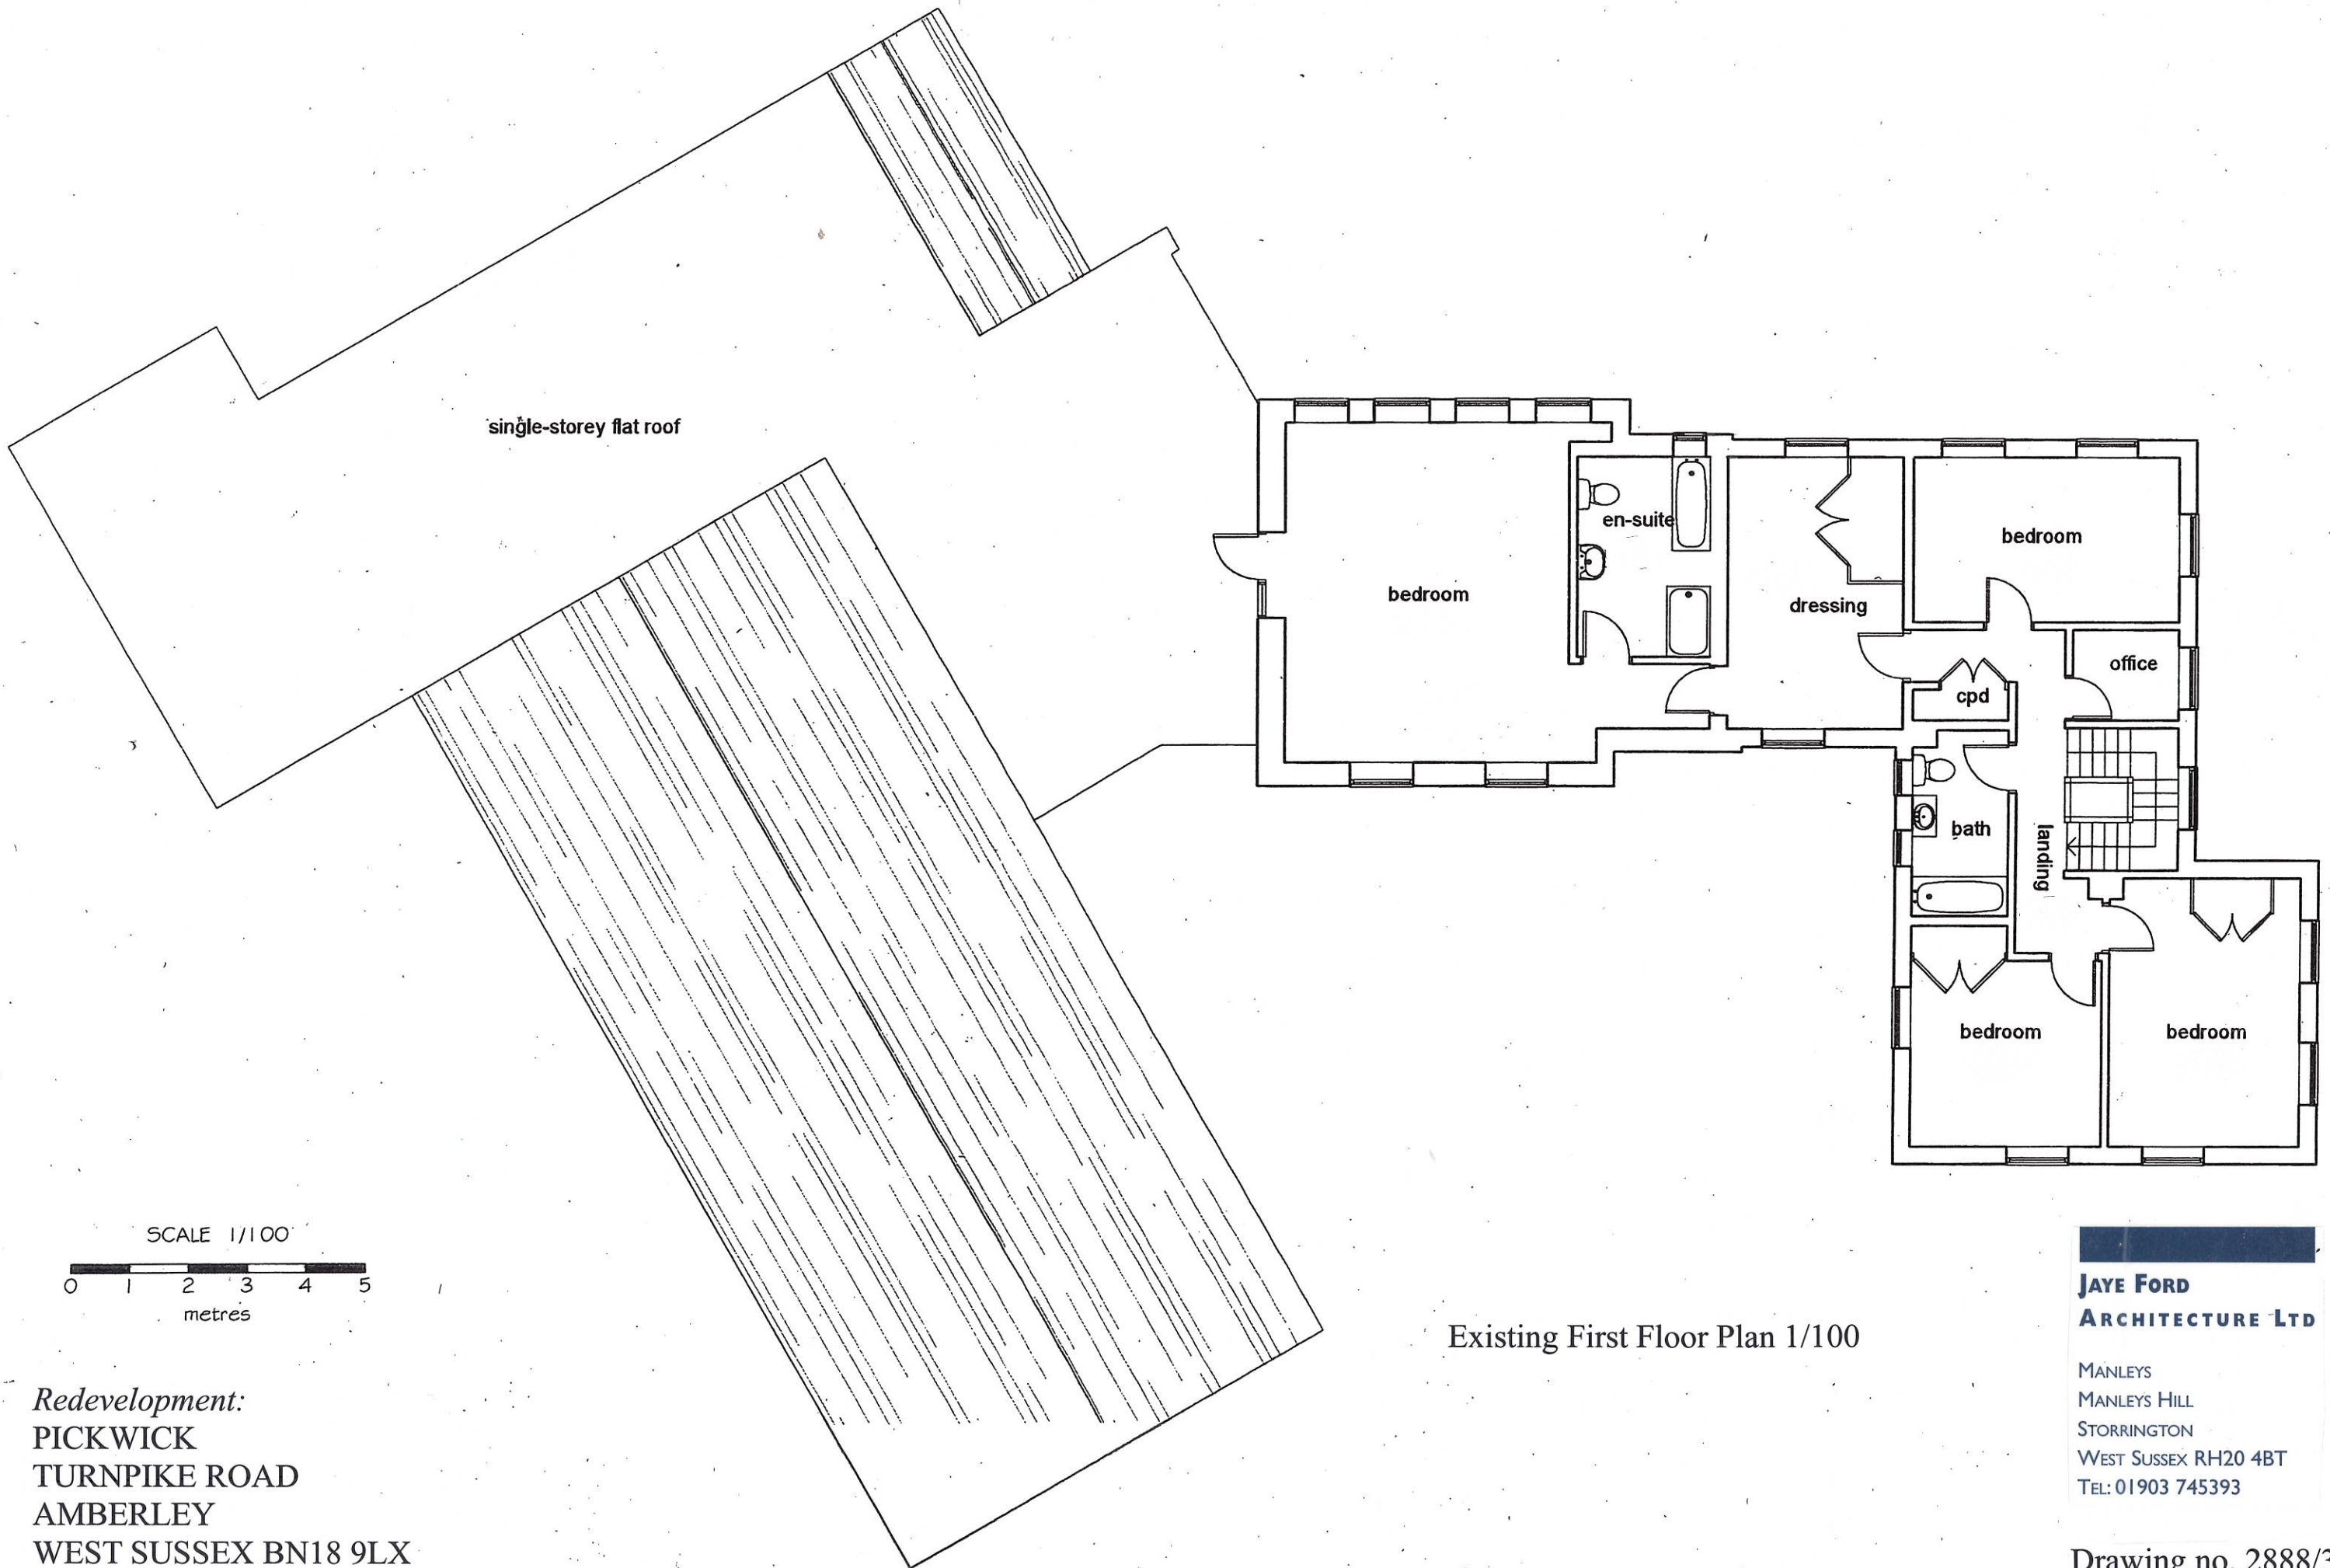 single-storey flat roof
bedroom
en-suite
dressing
bedroom
office
cpd
bath
landing
bedroom
bedroom
SCALE 1/100
0 1 2 3 4 5
metres
Existing First Floor Plan 1/100
Redevelopment:
PICKWICK
TURNPIKE ROAD
AMBERLEY
WEST SUSSEX BN18 9LX
JAYE FORD
ARCHITECTURE LTD
MANLEYS
MANLEYS HILL
STORRINGTON
WEST SUSSEX RH20 4BT
TEL: 01903 745393
Drawing no. 2888/3